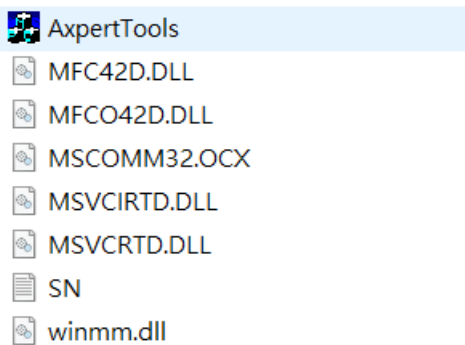 AxpertTools
MFC42D.DLL
MFCO42D.DLL
MSCOMM32.OCX
MSVCIRTD.DLL
MSVCRTD.DLL
SN
winmm.dll